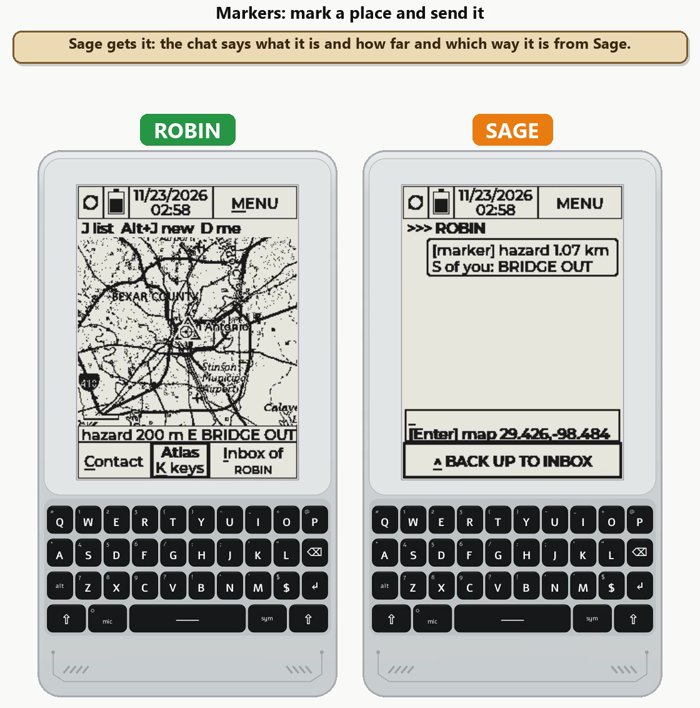 Markers: mark a place and send it
Sage gets it: the chat says what it is and how far and which way it is from Sage.
ROBIN
11/23/2026
02:58
MENU
J list Alt+J new D me
Airport
BEXAR COUNTY
Antonio
Stinson
Municipal
Airport
410
hazard 200 m E BRIDGE OUT
Contact
Atlas
K keys
Inbox of
ROBIN
Q W E R T Y U I O P
A S D F G H J K L
alt Z X C V B N M $
mic
sym
SAGE
11/23/2026
02:58
MENU
>>> ROBIN
[marker] hazard 1.07 km
S of you: BRIDGE OUT
[Enter] map 29.426,-98.484
^ BACK UP TO INBOX
Q W E R T Y U I O P
A S D F G H J K L
alt Z X C V B N M $
mic
sym